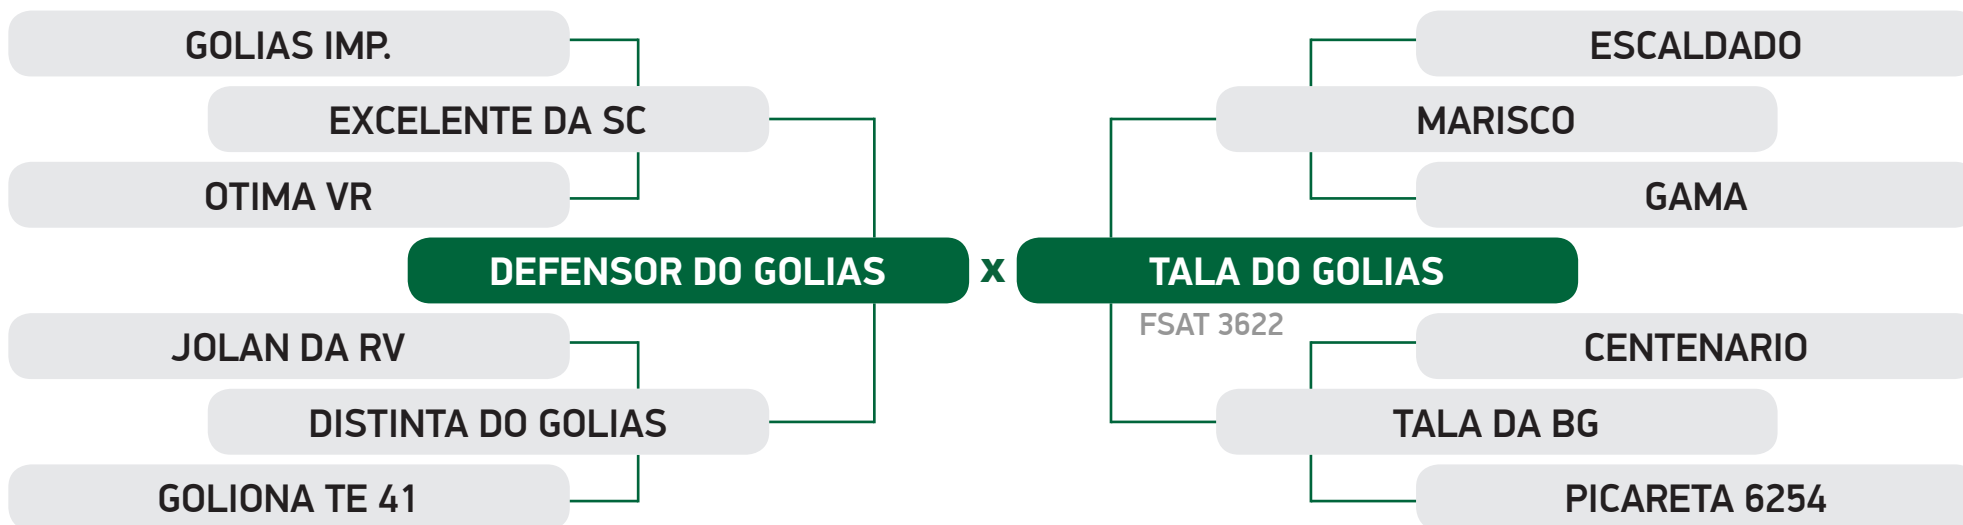 GOLIAS IMP.
ESCALDADO
EXCELENTE DA SC
MARISCO
OTIMA VR
GAMA
DEFENSOR DO GOLIAS x TALA DO GOLIAS
FSAT 3622
JOLAN DA RV
CENTENARIO
DISTINTA DO GOLIAS
TALA DA BG
GOLIONA TE 41
PICARETA 6254